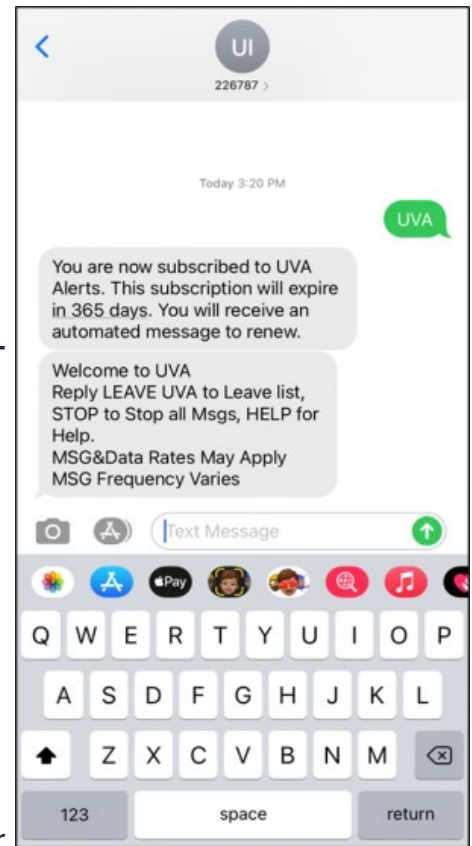 UI
226787 >
Today 3:20 PM
UVA
You are now subscribed to UVA
Alerts. This subscription will expire
in 365 days. You will receive an
automated message to renew.
Welcome to UVA
Reply LEAVE UVA to Leave list,
STOP to Stop all Msgs, HELP for
Help.
MSG&Data Rates May Apply
MSG Frequency Varies
Text Message
Pay
Q W E R T Y U I O P
A S D F G H J K L
Z X C V B N M
123 space return